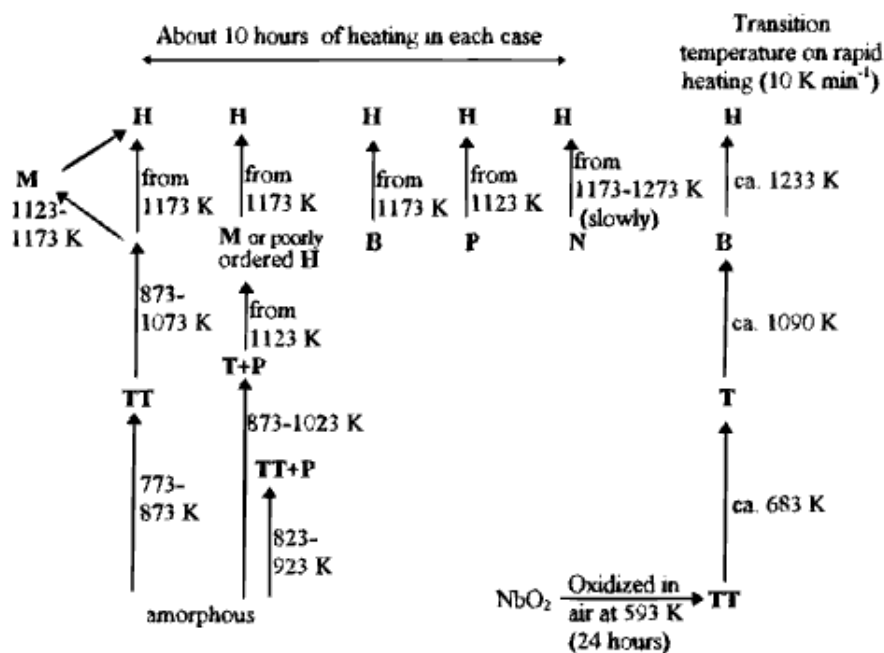 About 10 hours of heating in each case
Transition
temperature on rapid
heating (10 K min⁻¹)
H H H H H H
M
1123-
1173 K
from
1173 K
from
1173 K
from
1173 K
from
1123 K
from
1173-1273 K
(slowly)
ca. 1233 K
M or poorly
ordered H
B P N B
873-
1073 K
from
1123 K
ca. 1090 K
T+P
TT
T
873-1023 K
TT+P
773-
873 K
823-
923 K
ca. 683 K
amorphous
NbO₂ Oxidized in TT
air at 593 K
(24 hours)